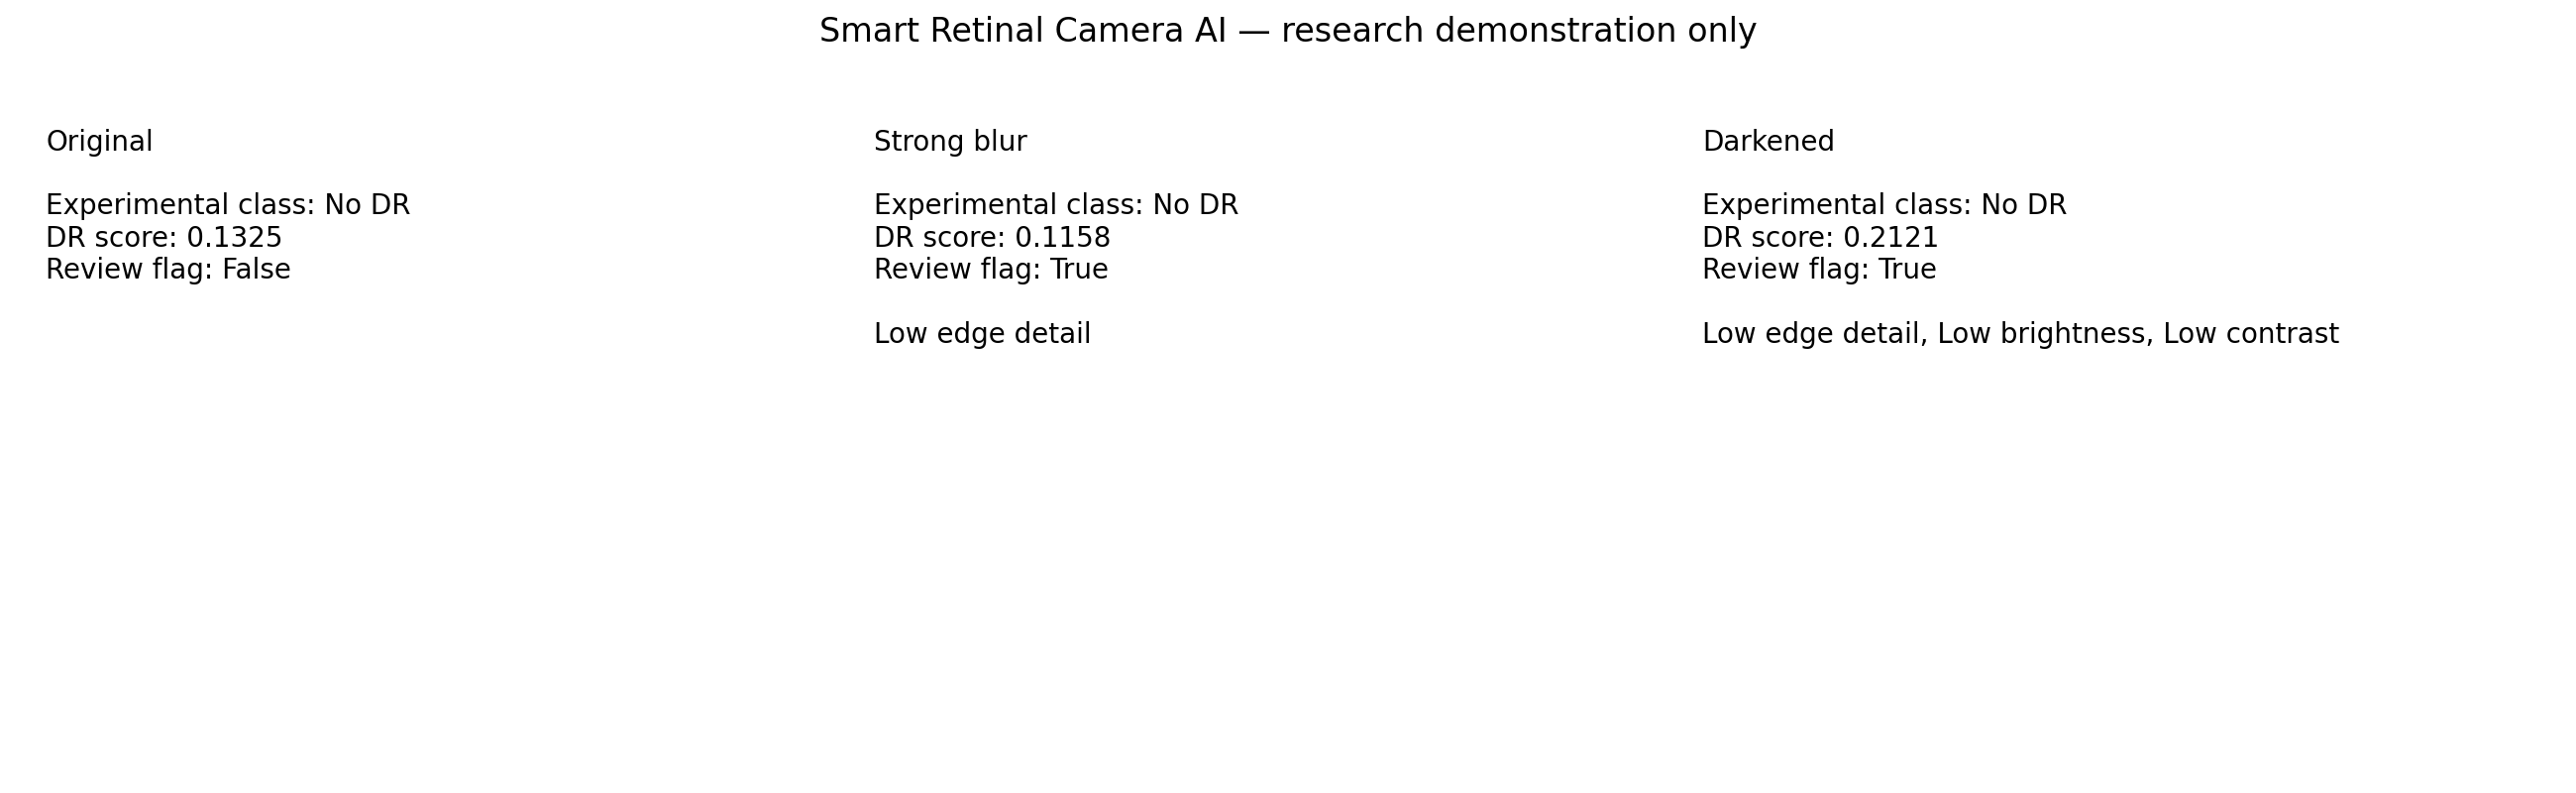 Smart Retinal Camera AI — research demonstration only
Original
Experimental class: No DR
DR score: 0.1325
Review flag: False
Strong blur
Experimental class: No DR
DR score: 0.1158
Review flag: True
Low edge detail
Darkened
Experimental class: No DR
DR score: 0.2121
Review flag: True
Low edge detail, Low brightness, Low contrast